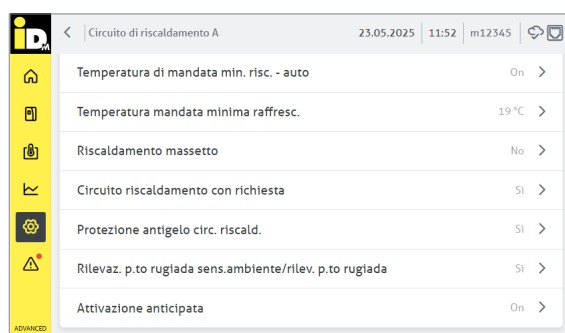 iDM
Circuito di riscaldamento A 23.05.2025 11:52 m12345
Temperatura di mandata min. risc. - auto On
Temperatura mandata minima raffresc. 19 °C
Riscaldamento massetto No
Circuito riscaldamento con richiesta Sì
Protezione antigelo circ. riscald. Sì
Rilevaz. p.to rugiada sens.ambiente/rilev. p.to rugiada Sì
Attivazione anticipata On
ADVANCED